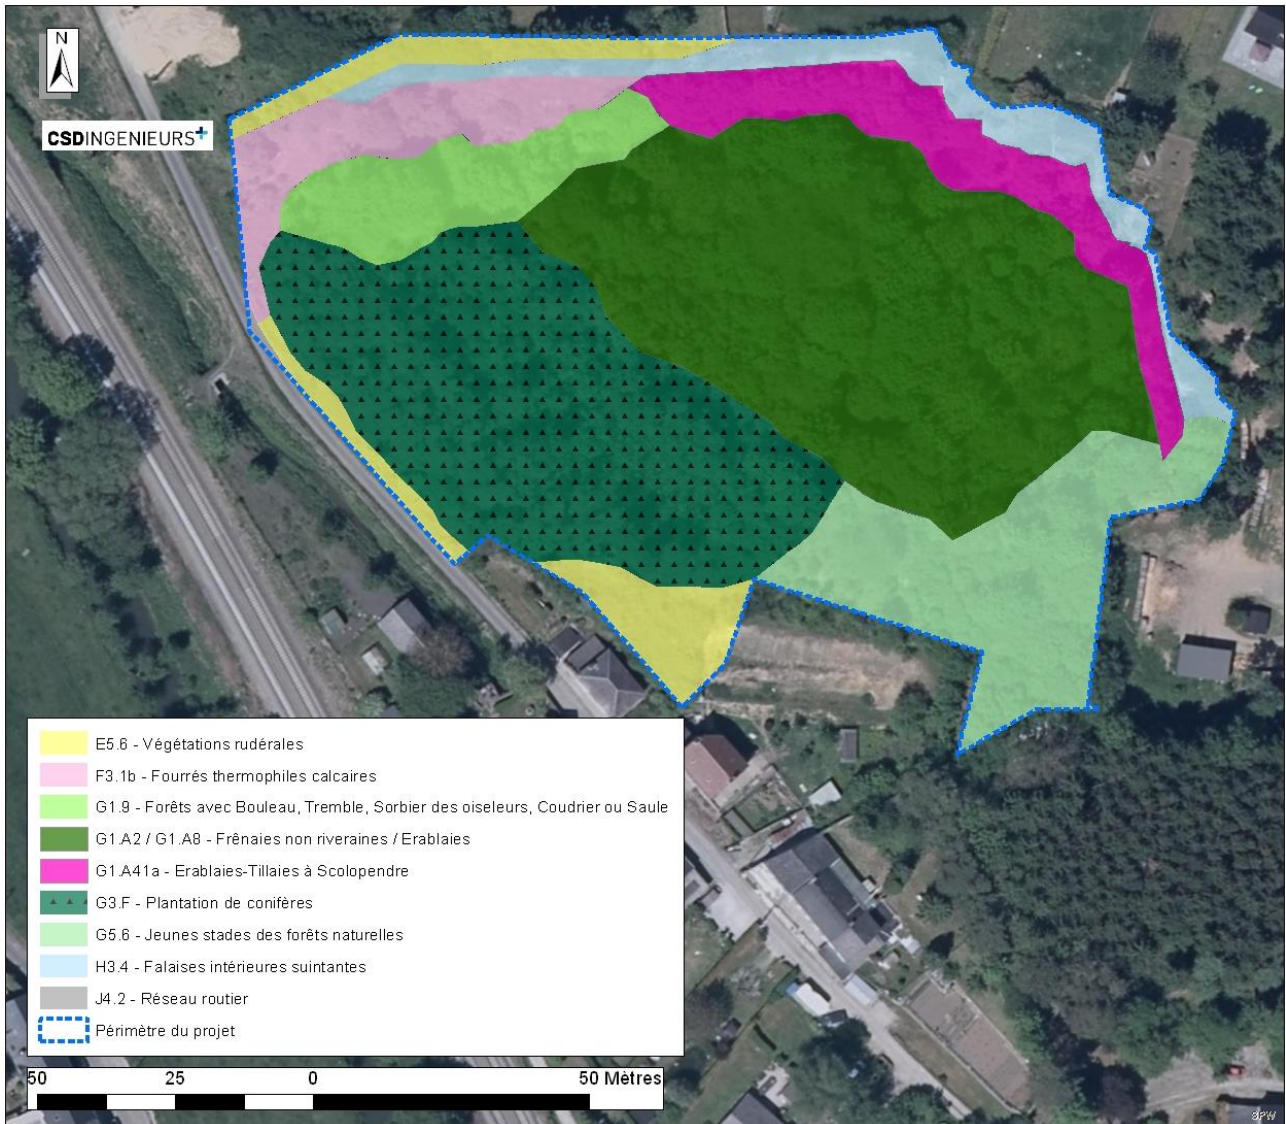 N
CSDINGENIEURS+
E5.6 - Végétations rudérales
F3.1b - Fourrés thermophiles calcaires
G1.9 - Forêts avec Bouleau, Tremble, Sorbier des oiseleurs, Coudrier ou Saule
G1.A2 / G1.A8 - Frênaies non riveraines / Erablaies
G1.A41a - Erablaies-Tillaies à Scolopendre
G3.F - Plantation de conifères
G5.6 - Jeunes stades des forêts naturelles
H3.4 - Falaises intérieures suintantes
J4.2 - Réseau routier
Périmètre du projet
50 25 0 50 Mètres
SPW